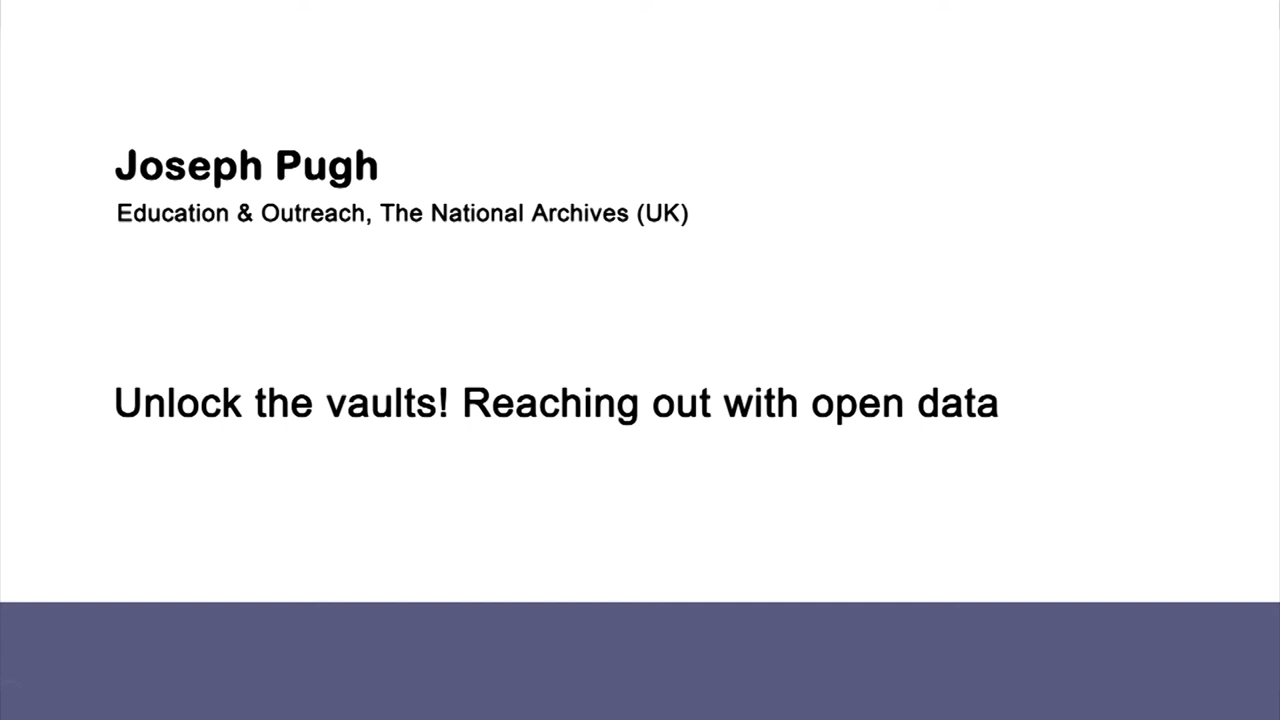 Joseph Pugh
Education & Outreach, The National Archives (UK)
Unlock the vaults! Reaching out with open data